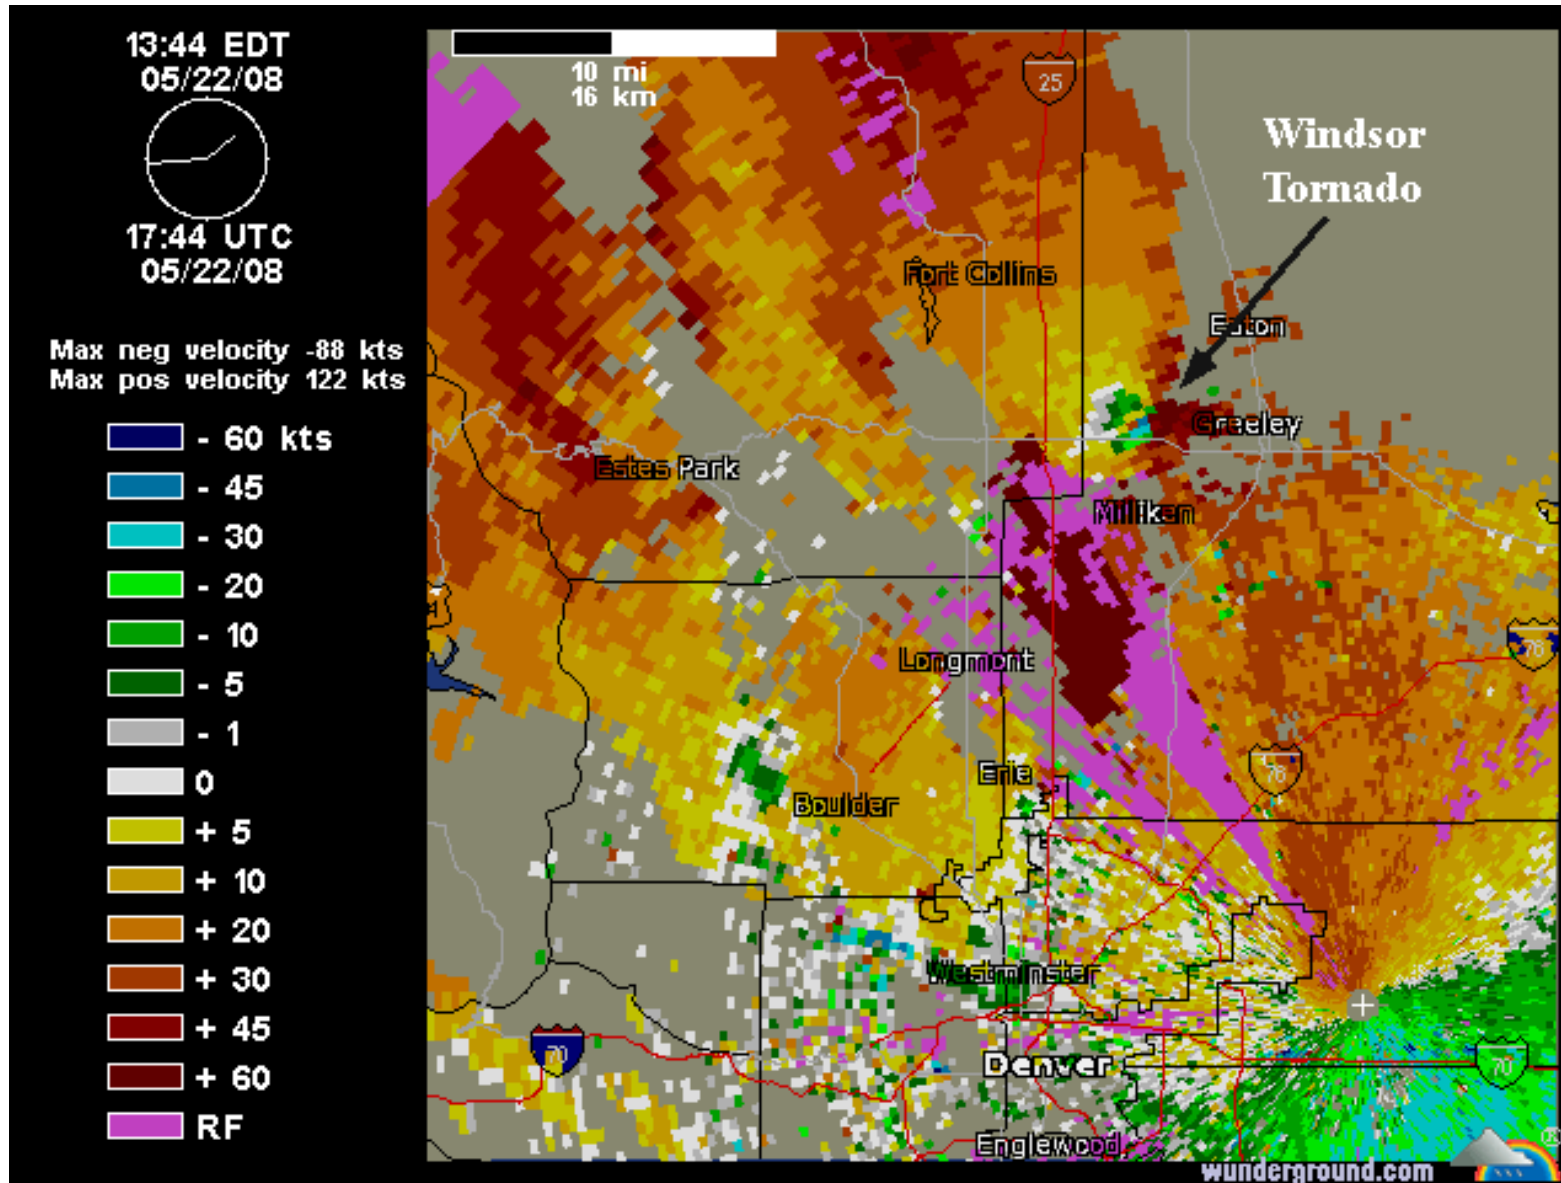 13:44 EDT
05/22/08
17:44 UTC
05/22/08
Max neg velocity -88 kts
Max pos velocity 122 kts
- 60 kts
- 45
- 30
- 20
- 10
- 5
- 1
0
+ 5
+ 10
+ 20
+ 30
+ 45
+ 60
RF
10 mi
16 km
25
Windsor
Tornado
Fort Collins
Eaton
Greeley
Estes Park
Milliken
Longmont
76
76
Erie
Boulder
Westminster
70
Denver
70
Englewood
wunderground.com